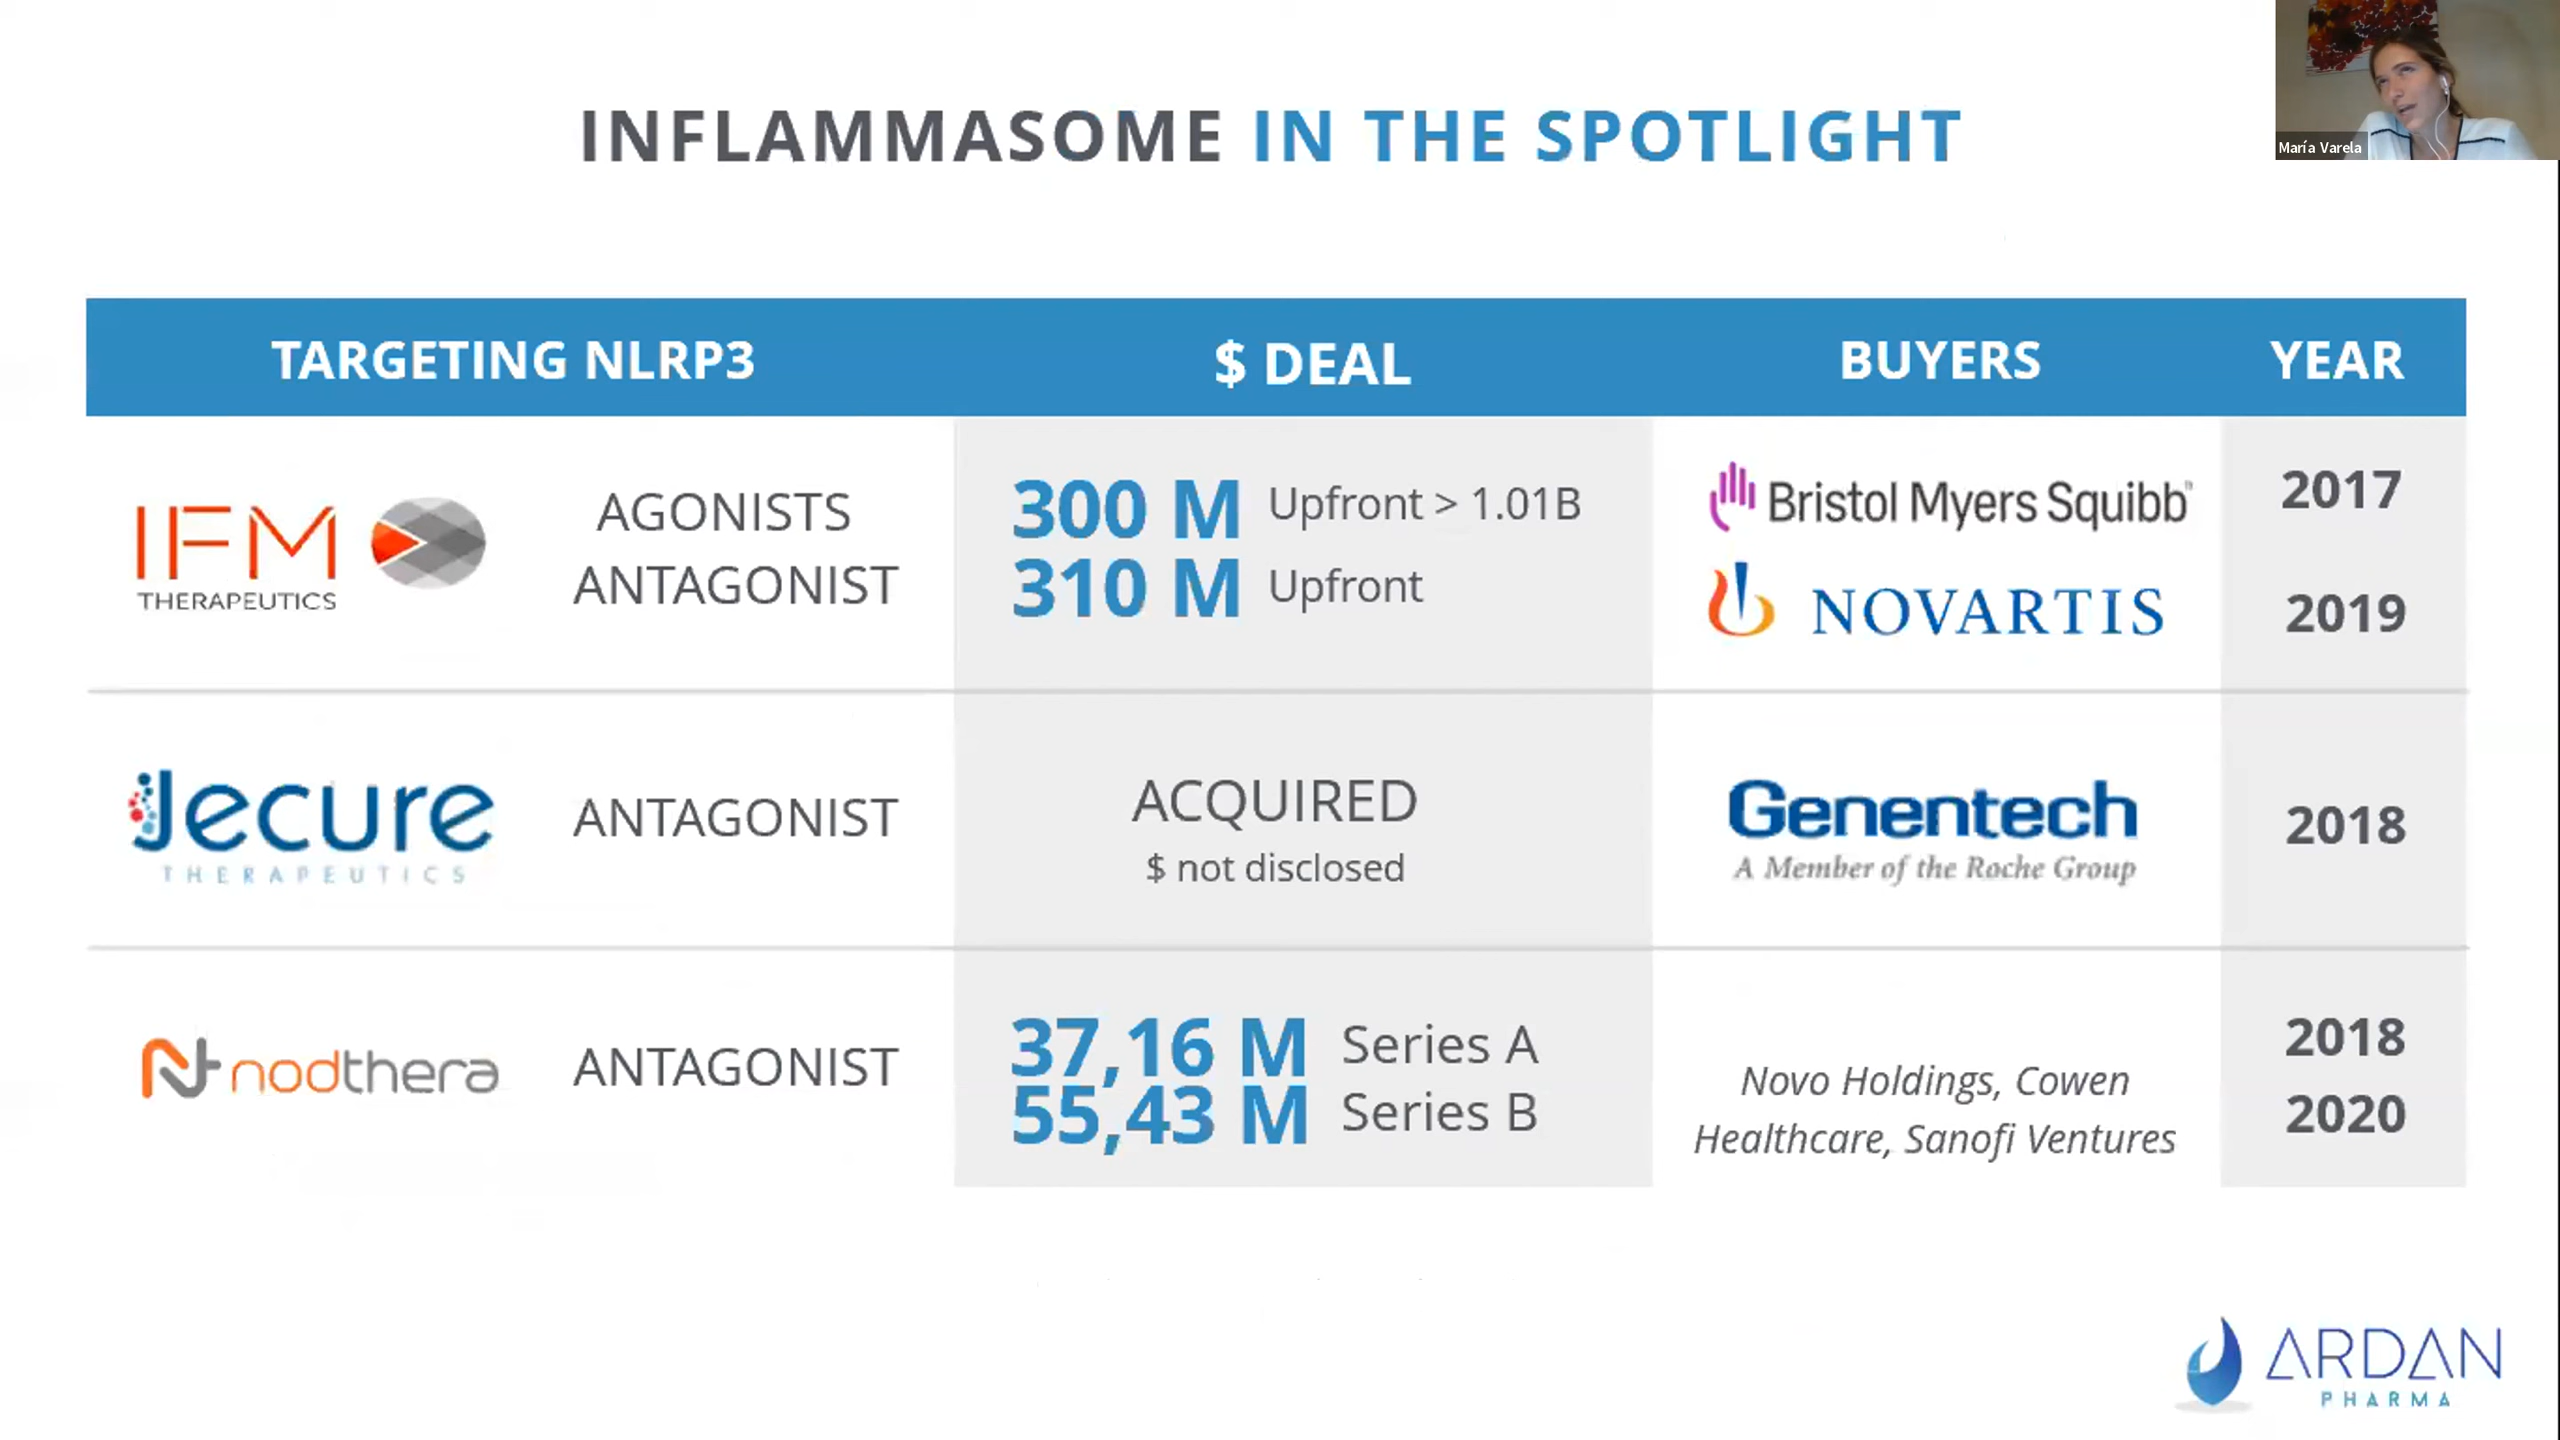 INFLAMMASOME IN THE SPOTLIGHT
María Varela
TARGETING NLRP3 $ DEAL BUYERS YEAR
IFM
THERAPEUTICS
AGONISTS
ANTAGONIST
300 M Upfront > 1.01B
310 M Upfront
Bristol Myers Squibb™
NOVARTIS
2017
2019
Jecure
THERAPEUTICS
ANTAGONIST
ACQUIRED
$ not disclosed
Genentech
A Member of the Roche Group
2018
nodthera
ANTAGONIST
37,16 M Series A
55,43 M Series B
Novo Holdings, Cowen
Healthcare, Sanofi Ventures
2018
2020
ARDAN
PHARMA